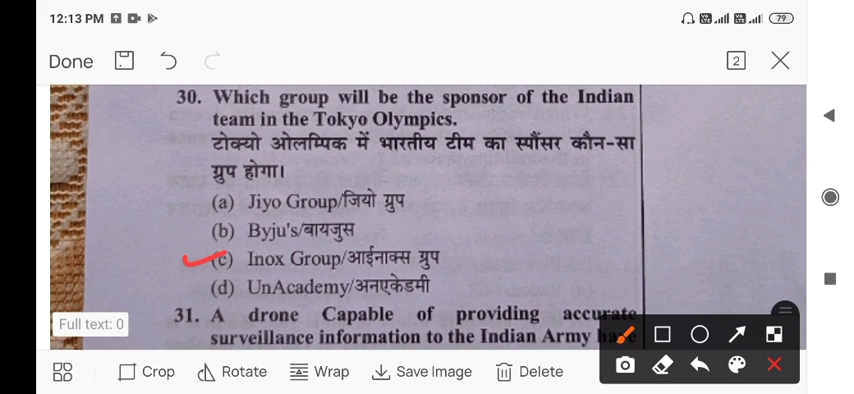 12:13 PM
79
Done
2
30. Which group will be the sponsor of the Indian
team in the Tokyo Olympics.
टोक्यो ओलम्पिक में भारतीय टीम का स्पौंसर कौन-सा
ग्रुप होगा।
(a) Jiyo Group/जियो ग्रुप
(b) Byju's/बायजुस
(c) Inox Group/आईनाक्स ग्रुप
(d) UnAcademy/अनएकेडमी
31. A drone Capable of providing accurate
surveillance information to the Indian Army have
Full text: 0
Crop
Rotate
Wrap
Save Image
Delete